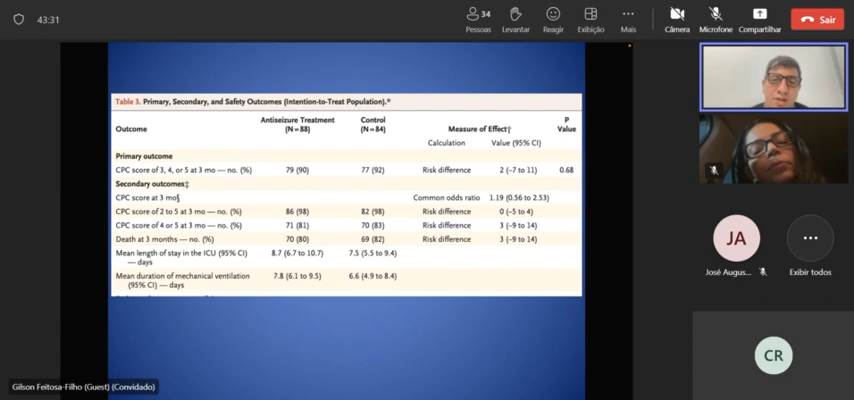 43:31
34
Pessoas
Levantar
Reagir
Exibição
Mais
Câmera
Microfone
Compartilhar
Sair
Table 3. Primary, Secondary, and Safety Outcomes (Intention-to-Treat Population).*
Outcome Antiseizure Treatment (N=88) Control (N=84) Measure of Effect† P Value
Calculation Value (95% CI)
Primary outcome
CPC score of 3, 4, or 5 at 3 mo — no. (%) 79 (90) 77 (92) Risk difference 2 (−7 to 11) 0.68
Secondary outcomes‡
CPC score at 3 mo§ Common odds ratio 1.19 (0.56 to 2.53)
CPC score of 2 to 5 at 3 mo — no. (%) 86 (98) 82 (98) Risk difference 0 (−5 to 4)
CPC score of 4 or 5 at 3 mo — no. (%) 71 (81) 70 (83) Risk difference 3 (−9 to 14)
Death at 3 months — no. (%) 70 (80) 69 (82) Risk difference 3 (−9 to 14)
Mean length of stay in the ICU (95% CI) 8.7 (6.7 to 10.7) 7.5 (5.5 to 9.4)
— days
Mean duration of mechanical ventilation 7.8 (6.1 to 9.5) 6.6 (4.9 to 8.4)
(95% CI) — days
JA
José Augus...
Exibir todos
CR
Gilson Feitosa-Filho (Guest) (Convidado)